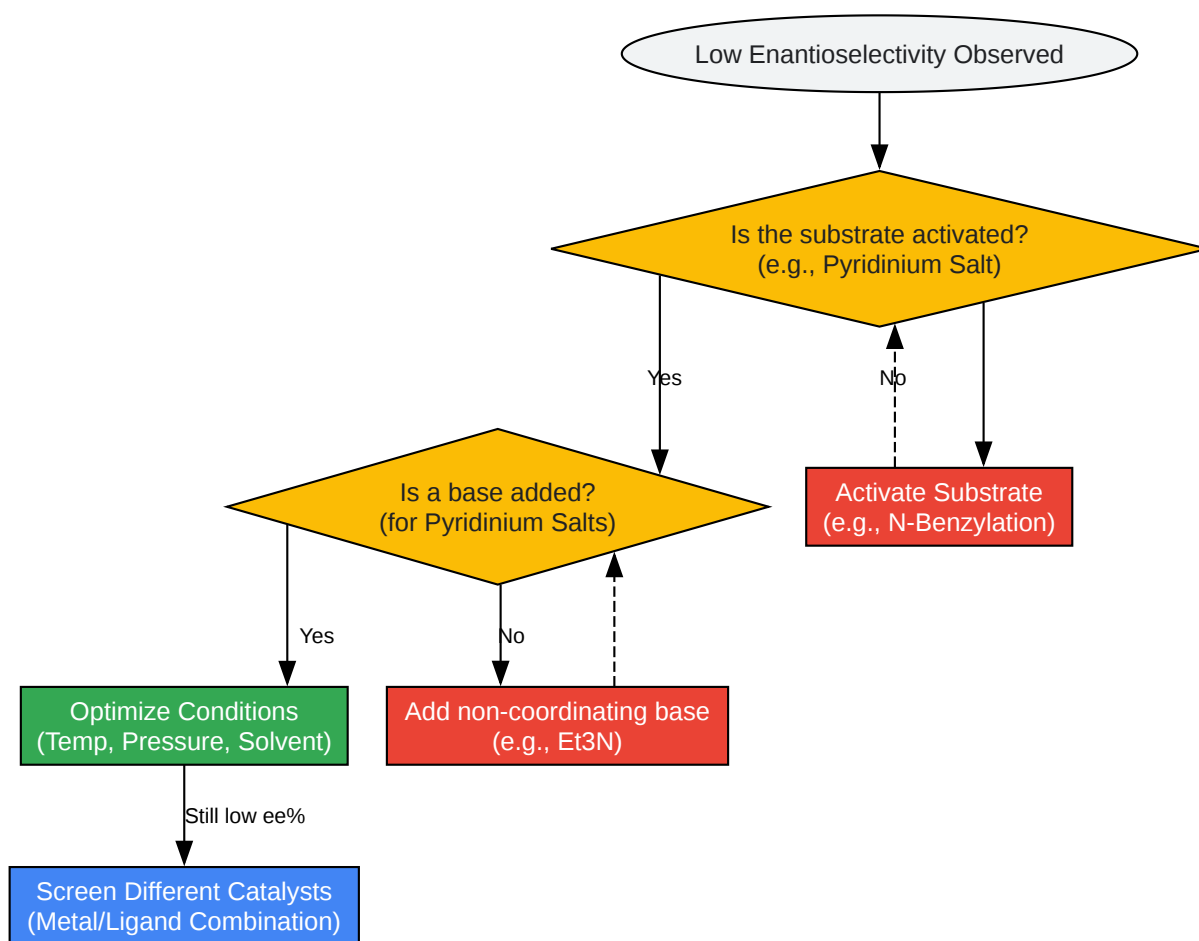 Low Enantioselectivity Observed
Is the substrate activated?
(e.g., Pyridinium Salt)
Yes
No
Is a base added?
(for Pyridinium Salts)
Activate Substrate
(e.g., N-Benzylation)
Yes
No
Optimize Conditions
(Temp, Pressure, Solvent)
Add non-coordinating base
(e.g., Et3N)
Still low ee%
Screen Different Catalysts
(Metal/Ligand Combination)